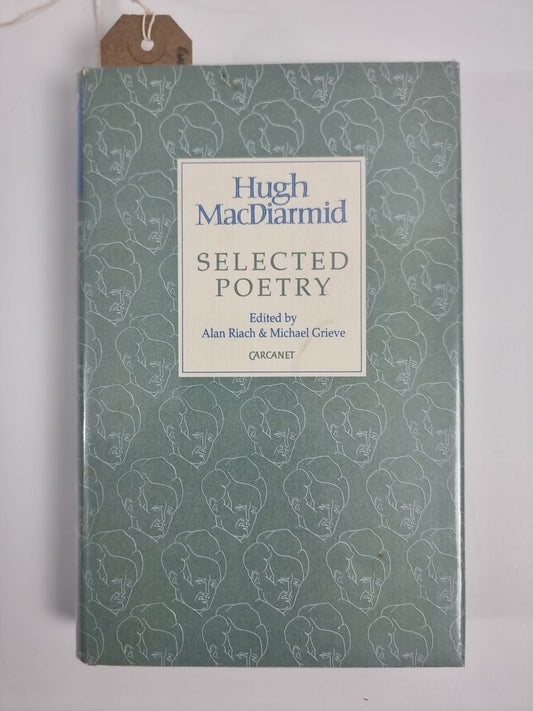 Hugh
MacDiarmid
SELECTED
POETRY
Edited by
Alan Riach & Michael Grieve
CARCANET